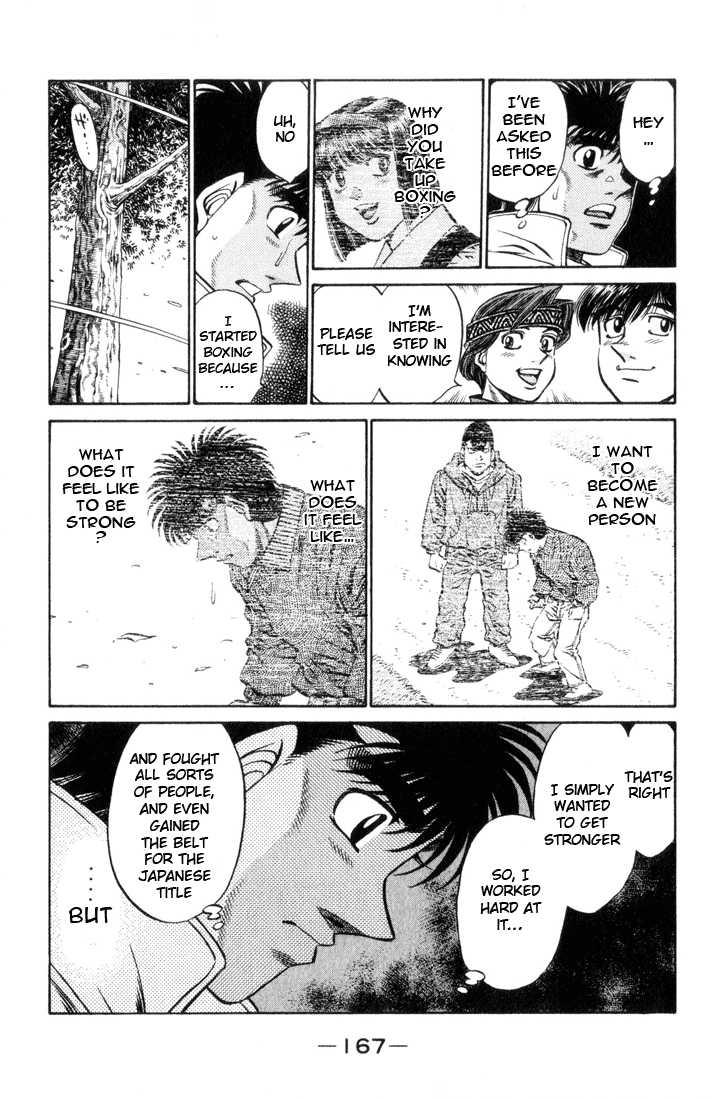 HEY
...
I'VE
BEEN
ASKED
THIS
BEFORE
WHY
DID
YOU
TAKE
UP
BOXING
?
I'M
INTERE-
STED IN
KNOWING
PLEASE
TELL US
UH,
NO
I
STARTED
BOXING
BECAUSE
...
I WANT
TO
BECOME
A NEW
PERSON
WHAT
DOES
IT FEEL
LIKE...
WHAT
DOES IT
FEEL LIKE
TO BE
STRONG
?
THAT'S
RIGHT
I SIMPLY
WANTED
TO GET
STRONGER
SO, I
WORKED
HARD AT
IT...
AND FOUGHT
ALL SORTS
OF PEOPLE,
AND EVEN
GAINED
THE BELT
FOR THE
JAPANESE
TITLE
......
BUT
—167—